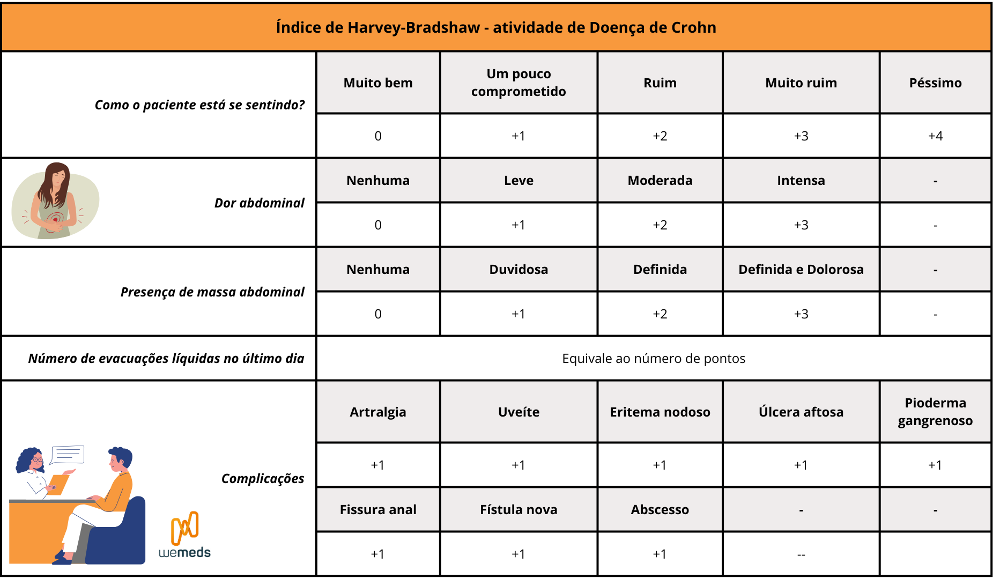 Índice de Harvey-Bradshaw - atividade de Doença de Crohn
Como o paciente está se sentindo?
Muito bem
Um pouco
comprometido
Ruim
Muito ruim
Péssimo
0
+1
+2
+3
+4
Dor abdominal
Nenhuma
Leve
Moderada
Intensa
-
0
+1
+2
+3
-
Presença de massa abdominal
Nenhuma
Duvidosa
Definida
Definida e Dolorosa
-
0
+1
+2
+3
-
Número de evacuações líquidas no último dia
Equivale ao número de pontos
Complicações
Artralgia
Uveíte
Eritema nodoso
Úlcera aftosa
Pioderma
gangrenoso
+1
+1
+1
+1
+1
Fissura anal
Fístula nova
Abscesso
-
-
+1
+1
+1
--
wemeds